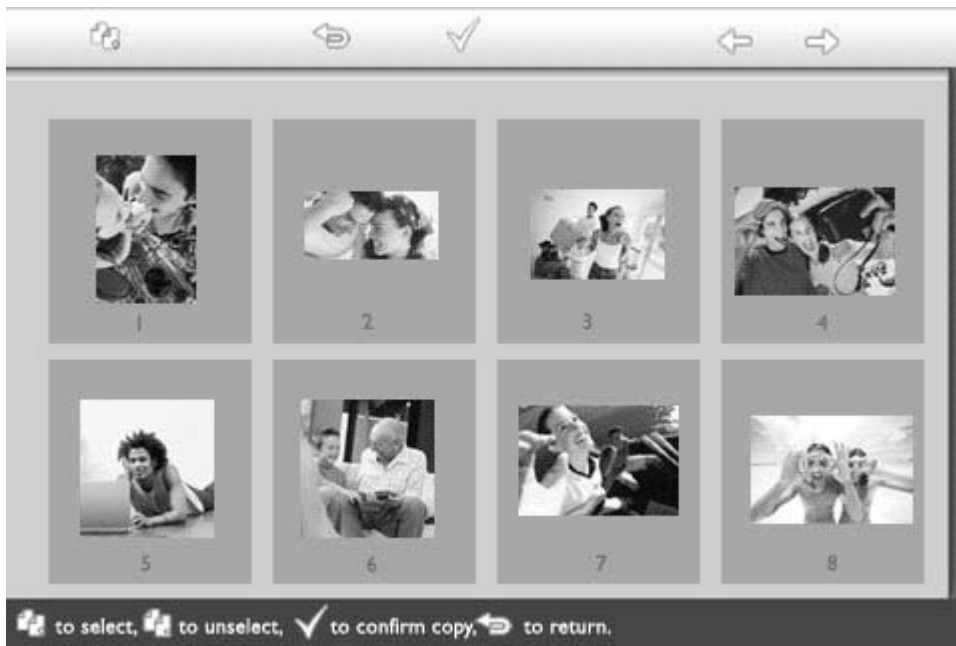 1 2 3 4
5 6 7 8
to select, to unselect, to confirm copy, to return.